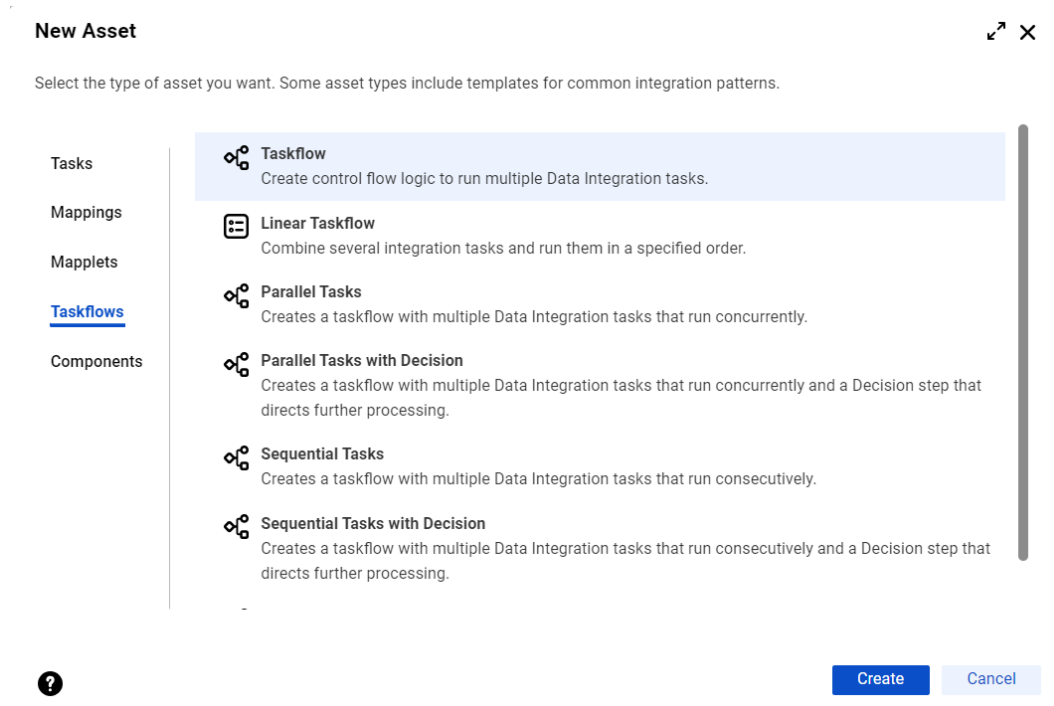 New Asset
Select the type of asset you want. Some asset types include templates for common integration patterns.
Tasks
Mappings
Mapplets
Taskflows
Components
Taskflow
Create control flow logic to run multiple Data Integration tasks.
Linear Taskflow
Combine several integration tasks and run them in a specified order.
Parallel Tasks
Creates a taskflow with multiple Data Integration tasks that run concurrently.
Parallel Tasks with Decision
Creates a taskflow with multiple Data Integration tasks that run concurrently and a Decision step that
directs further processing.
Sequential Tasks
Creates a taskflow with multiple Data Integration tasks that run consecutively.
Sequential Tasks with Decision
Creates a taskflow with multiple Data Integration tasks that run consecutively and a Decision step that
directs further processing.
?
Create
Cancel